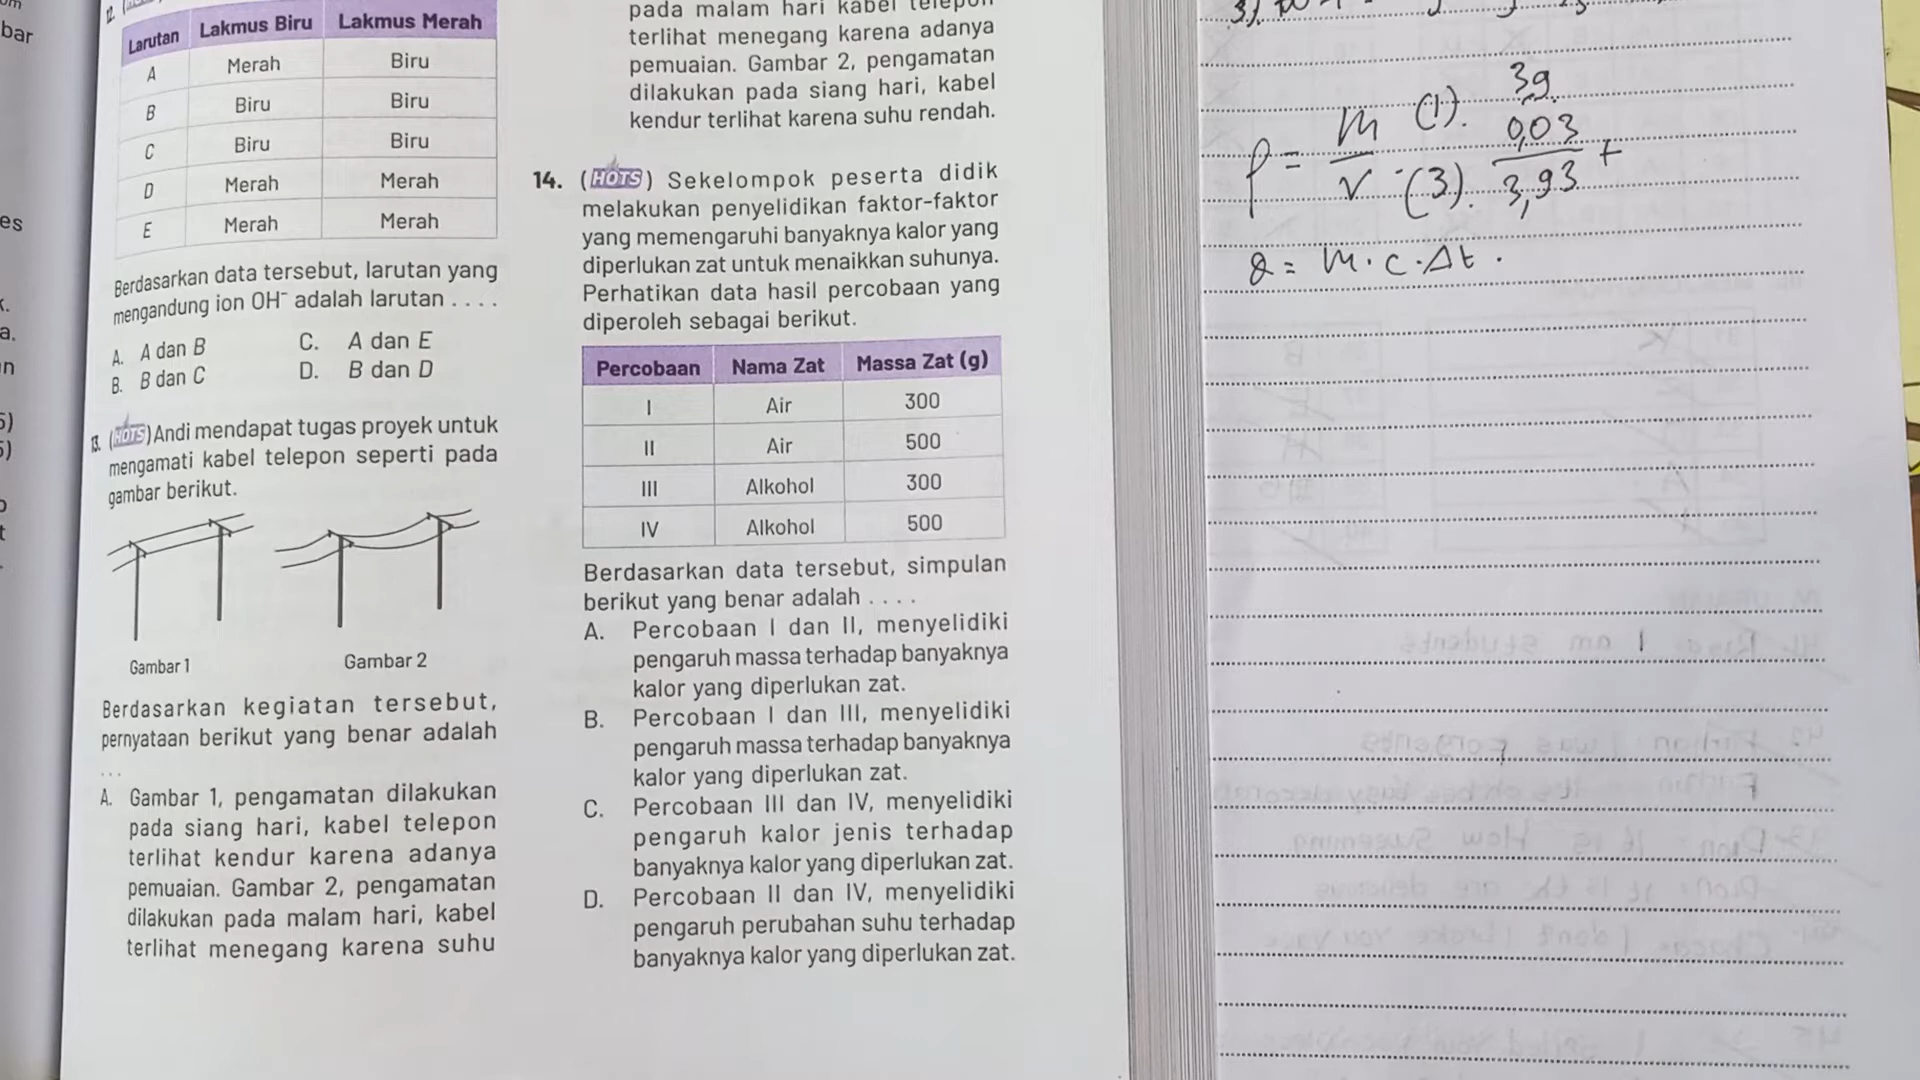 bar
es
a.
12.
Larutan Lakmus Biru Lakmus Merah
A Merah Biru
B Biru Biru
C Biru Biru
D Merah Merah
E Merah Merah
Berdasarkan data tersebut, larutan yang
mengandung ion OH⁻ adalah larutan . . . .
A. A dan B
B. B dan C
C. A dan E
D. B dan D
13. (HOTS) Andi mendapat tugas proyek untuk
mengamati kabel telepon seperti pada
gambar berikut.
Gambar 1
Gambar 2
Berdasarkan kegiatan tersebut,
pernyataan berikut yang benar adalah
. . .
A. Gambar 1, pengamatan dilakukan
pada siang hari, kabel telepon
terlihat kendur karena adanya
pemuaian. Gambar 2, pengamatan
dilakukan pada malam hari, kabel
terlihat menegang karena suhu
pada malam hari kabel telepon
terlihat menegang karena adanya
pemuaian. Gambar 2, pengamatan
dilakukan pada siang hari, kabel
kendur terlihat karena suhu rendah.
14. (HOTS) Sekelompok peserta didik
melakukan penyelidikan faktor-faktor
yang memengaruhi banyaknya kalor yang
diperlukan zat untuk menaikkan suhunya.
Perhatikan data hasil percobaan yang
diperoleh sebagai berikut.
Percobaan Nama Zat Massa Zat (g)
I Air 300
II Air 500
III Alkohol 300
IV Alkohol 500
Berdasarkan data tersebut, simpulan
berikut yang benar adalah . . . .
A. Percobaan I dan II, menyelidiki
pengaruh massa terhadap banyaknya
kalor yang diperlukan zat.
B. Percobaan I dan III, menyelidiki
pengaruh massa terhadap banyaknya
kalor yang diperlukan zat.
C. Percobaan III dan IV, menyelidiki
pengaruh kalor jenis terhadap
banyaknya kalor yang diperlukan zat.
D. Percobaan II dan IV, menyelidiki
pengaruh perubahan suhu terhadap
banyaknya kalor yang diperlukan zat.
3).
3g
ρ = m (1). 0,03 +
v (3). 3,93
Q = m.c.Δt.